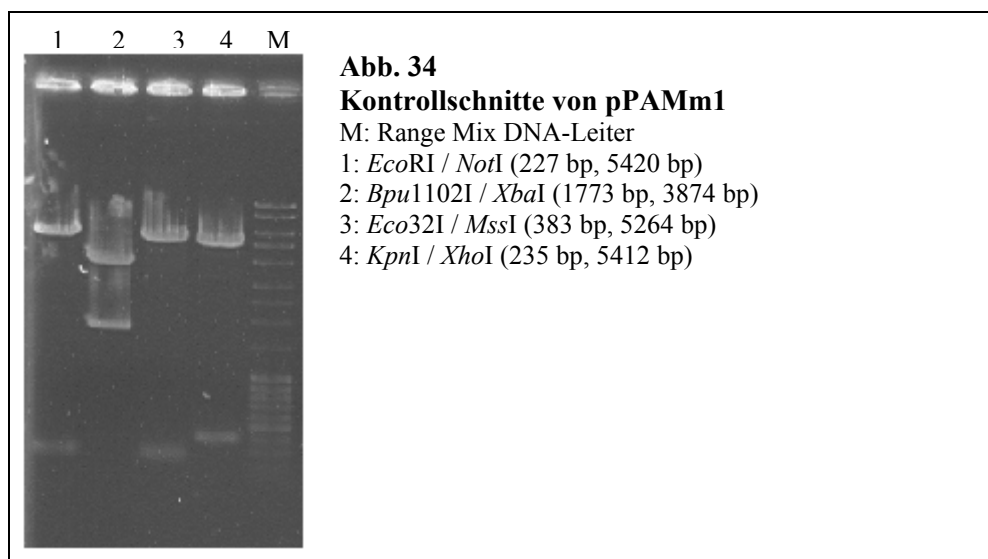 1 2 3 4 M
Abb. 34
Kontrollschnitte von pPAMm1
M: Range Mix DNA-Leiter
1: EcoRI / NotI (227 bp, 5420 bp)
2: Bpu1102I / XbaI (1773 bp, 3874 bp)
3: Eco32I / MssI (383 bp, 5264 bp)
4: KpnI / XhoI (235 bp, 5412 bp)